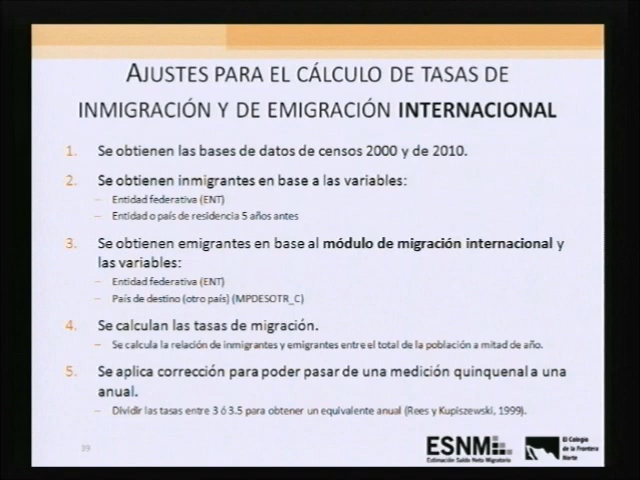 AJUSTES PARA EL CÁLCULO DE TASAS DE
INMIGRACIÓN Y DE EMIGRACIÓN INTERNACIONAL
1. Se obtienen las bases de datos de censos 2000 y de 2010.
2. Se obtienen inmigrantes en base a las variables:
– Entidad federativa (ENT)
– Entidad o país de residencia 5 años antes
3. Se obtienen emigrantes en base al módulo de migración internacional y
las variables:
– Entidad federativa (ENT)
– País de destino (otro país) (MPDESOTR_C)
4. Se calculan las tasas de migración.
– Se calcula la relación de inmigrantes y emigrantes entre el total de la población a mitad de año.
5. Se aplica corrección para poder pasar de una medición quinquenal a una
anual.
– Dividir las tasas entre 3 ó 3.5 para obtener un equivalente anual (Rees y Kupiszewski, 1999).
39
ESNM
Estimación Saldo Neto Migratorio
El Colegio
de la Frontera
Norte